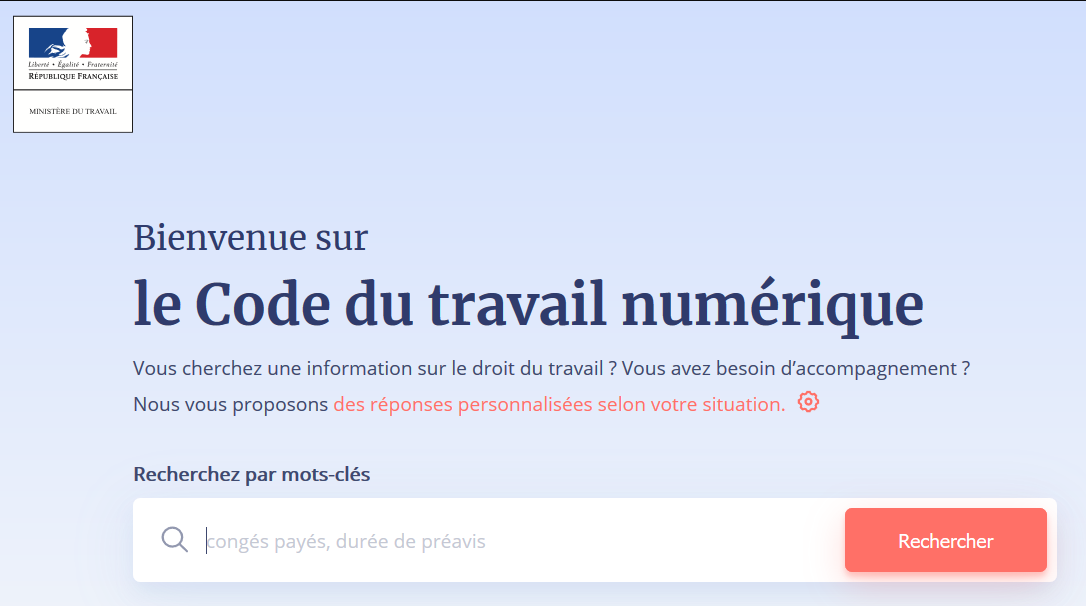 Liberté • Égalité • Fraternité
RÉPUBLIQUE FRANÇAISE
MINISTÈRE DU TRAVAIL
Bienvenue sur
le Code du travail numérique
Vous cherchez une information sur le droit du travail ? Vous avez besoin d’accompagnement ?
Nous vous proposons des réponses personnalisées selon votre situation.
Recherchez par mots-clés
congés payés, durée de préavis
Rechercher